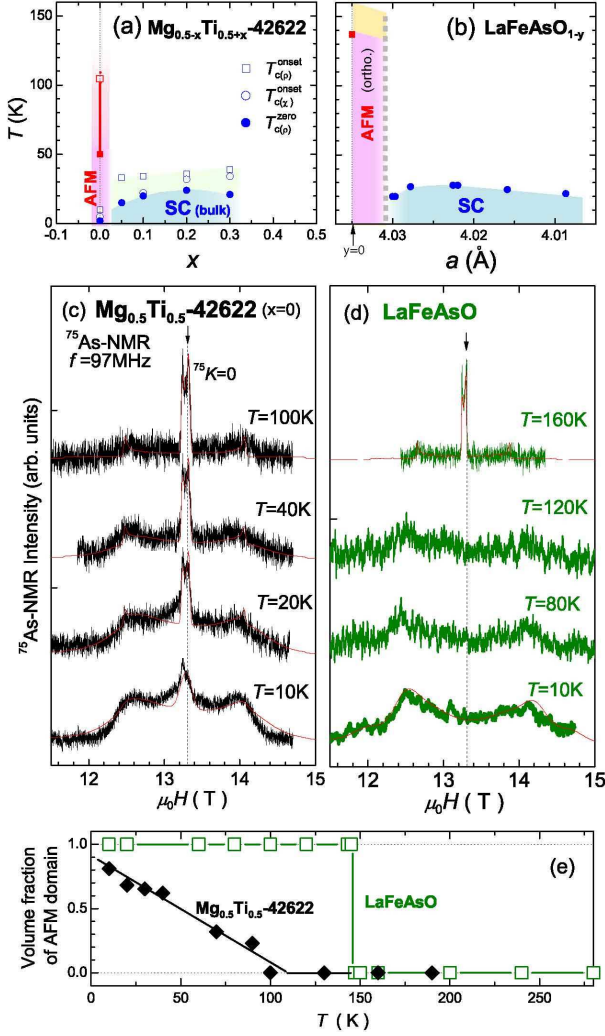 (a) Mg0.5-xTi0.5+x-42622
(b) LaFeAsO1-y
T (K)
150
100
50
0
Tc(ρ)onset
Tc(χ)onset
Tc(ρ)zero
AFM
SC (bulk)
-0.1 0.0 0.1 0.2 0.3 0.4 0.5
x
AFM (ortho.)
SC
4.03 4.02 4.01
y=0
a (Å)
(c) Mg0.5Ti0.5-42622 (x=0)
75As-NMR
f =97MHz
75K=0
T=100K
T=40K
T=20K
T=10K
75As-NMR Intensity (arb. units)
12 13 14 15
μ0H ( T )
(d) LaFeAsO
T=160K
T=120K
T=80K
T=10K
12 13 14 15
μ0H ( T )
(e)
Volume fraction
of AFM domain
1.0
0.5
0.0
Mg0.5Ti0.5-42622
LaFeAsO
0 50 100 150 200 250
T ( K )